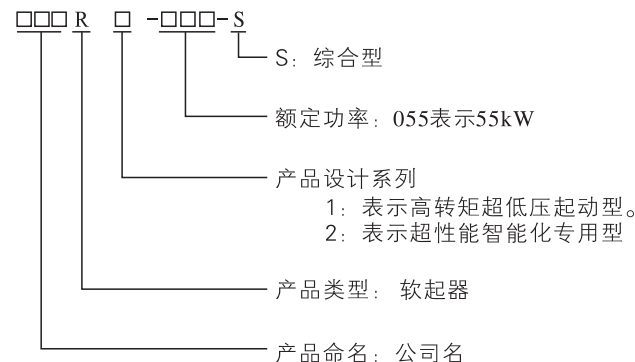 □□□ R □ -□□□-S
S：综合型
额定功率：055表示55kW
产品设计系列
1：表示高转矩超低压起动型。
2：表示超性能智能化专用型
产品类型：软起器
产品命名：公司名